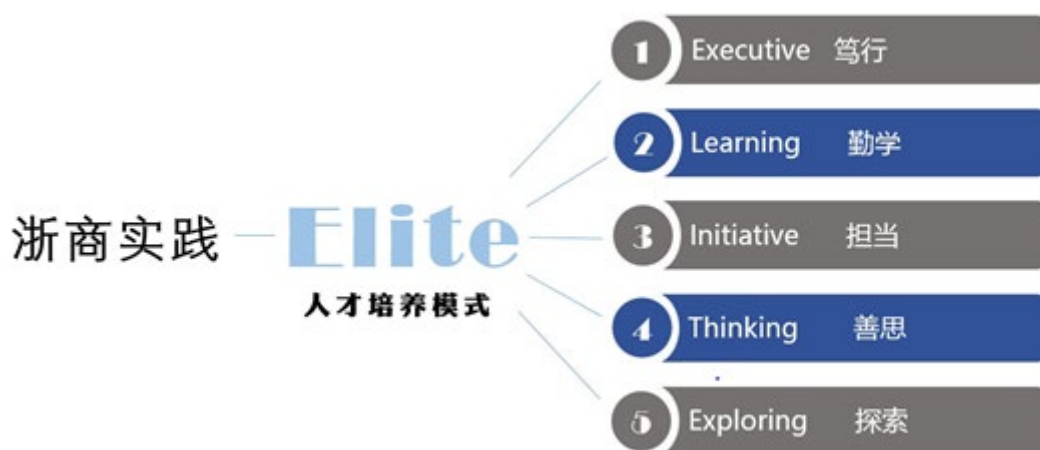 浙商实践
Elite
人才培养模式
1 Executive 笃行
2 Learning 勤学
3 Initiative 担当
4 Thinking 善思
5 Exploring 探索